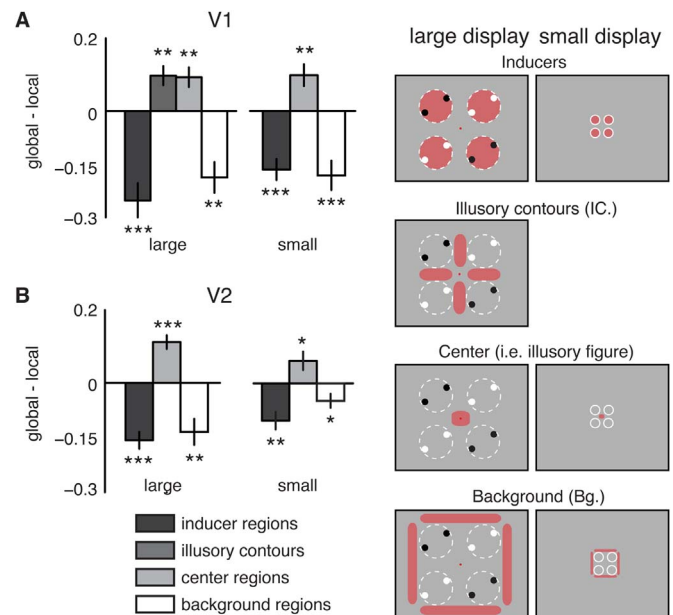 A V1
0.2
0
−0.15
−0.3
global - local
** ** **
*** ** *** ***
large small
B V2
0.2
0
−0.15
−0.3
global - local
*** *
*** ** ** *
large small
inducer regions
illusory contours
center regions
background regions
large display small display
Inducers
Illusory contours (IC.)
Center (i.e. illusory figure)
Background (Bg.)